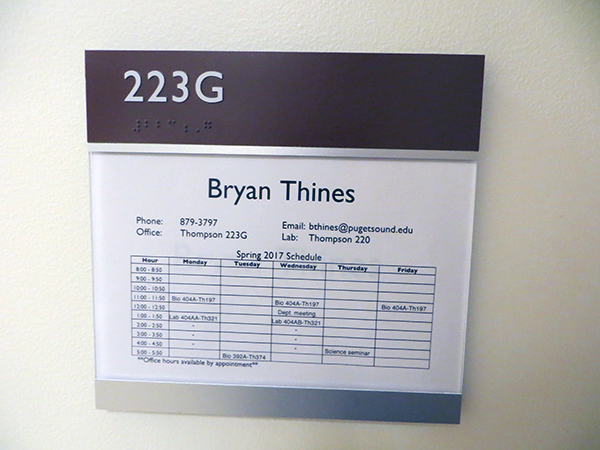 223G
Bryan Thines
Phone: 879-3797 Email: bthines@pugetsound.edu
Office: Thompson 223G Lab: Thompson 220
Spring 2017 Schedule
Hour Monday Tuesday Wednesday Thursday Friday
8:00 - 8:50
9:00 - 9:50
10:00 - 10:50
11:00 - 11:50 Bio 404A-Th197 Bio 404A-Th197 Bio 404A-Th197
12:00 - 12:50 Dept. meeting
1:00 - 1:50 Lab 404AA-Th321 Lab 404AB-Th321
2:00 - 2:50 " "
3:00 - 3:50 " "
4:00 - 4:50 " "
5:00 - 5:50 Bio 392A-Th374 Science seminar
**Office hours available by appointment**